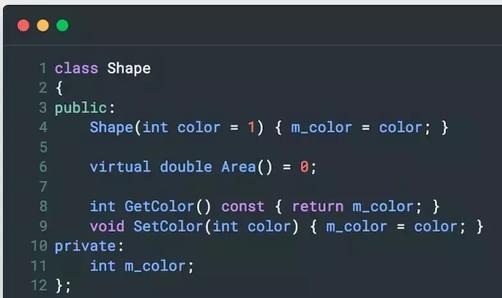 1 class Shape
2 {
3 public:
4     Shape(int color = 1) { m_color = color; }
5
6     virtual double Area() = 0;
7
8     int GetColor() const { return m_color; }
9     void SetColor(int color) { m_color = color; }
10 private:
11     int m_color;
12 };